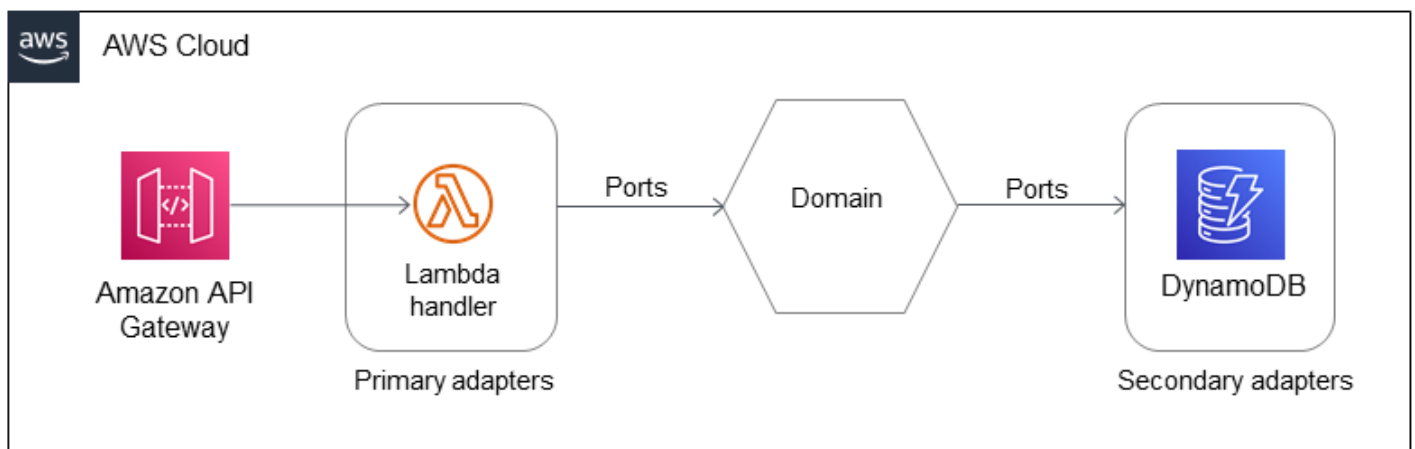 aws
AWS Cloud
Amazon API
Gateway
Lambda
handler
Primary adapters
Ports
Domain
Ports
DynamoDB
Secondary adapters